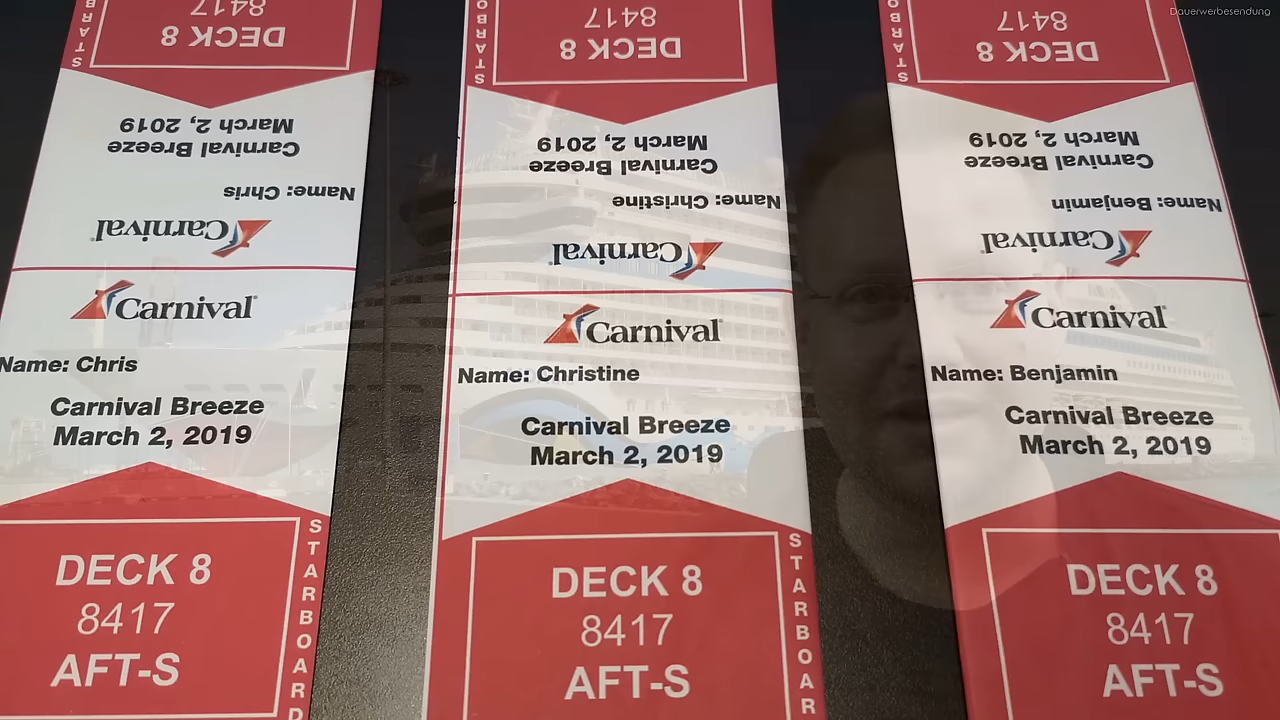 Dauerwerbesendung
STARBO
8417
DECK 8
March 2, 2019
Carnival Breeze
Name: Chris
Carnival
Carnival
Name: Chris
Carnival Breeze
March 2, 2019
DECK 8
8417
AFT-S
STARBOARD
STARBO
8417
DECK 8
March 2, 2019
Carnival Breeze
Name: Christine
Carnival
Carnival
Name: Christine
Carnival Breeze
March 2, 2019
DECK 8
8417
AFT-S
STARBOAR
STARBO
8417
DECK 8
March 2, 2019
Carnival Breeze
Name: Benjamin
Carnival
Carnival
Name: Benjamin
Carnival Breeze
March 2, 2019
DECK 8
8417
AFT-S